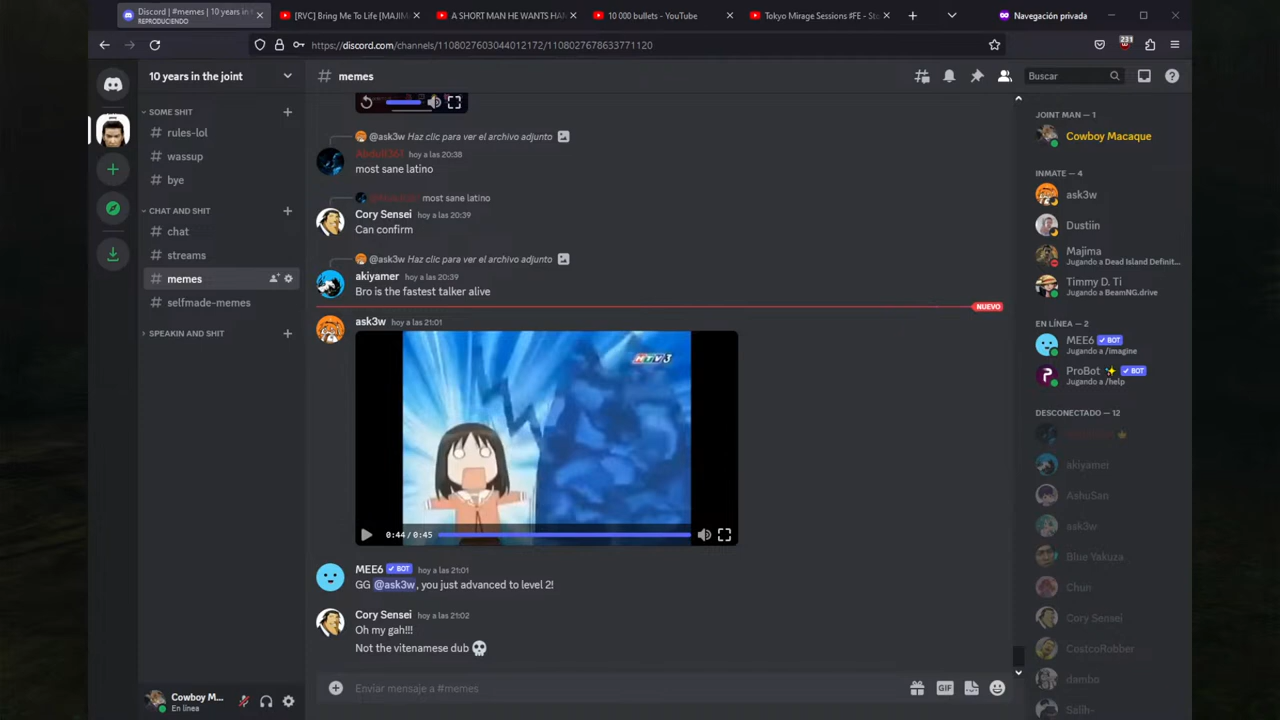 Discord | #memes | 10 years in t
REPRODUCIENDO
[RVC] Bring Me To Life [MAJIM
A SHORT MAN HE WANTS HAN
10 000 bullets - YouTube
Tokyo Mirage Sessions #FE - Sta
Navegación privada
https://discord.com/channels/1108027603044012172/1108027678633771120
231
10 years in the joint
# memes
Buscar
SOME SHIT
rules-lol
wassup
bye
CHAT AND SHIT
chat
streams
memes
selfmade-memes
SPEAKIN AND SHIT
@ask3w Haz clic para ver el archivo adjunto
hoy a las 20:38
most sane latino
most sane latino
Cory Sensei hoy a las 20:39
Can confirm
@ask3w Haz clic para ver el archivo adjunto
akiyamer hoy a las 20:39
Bro is the fastest talker alive
NUEVO
ask3w hoy a las 21:01
HTV3
0:44 / 0:45
MEE6 BOT hoy a las 21:01
GG @ask3w, you just advanced to level 2!
Cory Sensei hoy a las 21:02
Oh my gah!!!
Not the vitenamese dub
Enviar mensaje a #memes
GIF
Cowboy M...
En línea
JOINT MAN — 1
Cowboy Macaque
INMATE — 4
ask3w
Dustiin
Majima
Jugando a Dead Island Definit...
Timmy D. Ti
Jugando a BeamNG.drive
EN LÍNEA — 2
MEE6 BOT
Jugando a /imagine
ProBot BOT
Jugando a /help
DESCONECTADO — 12
akiyamei
AshuSan
ask3w
Blue Yakuza
Chun
Cory Sensei
CostcoRobber
dambo
Salih-